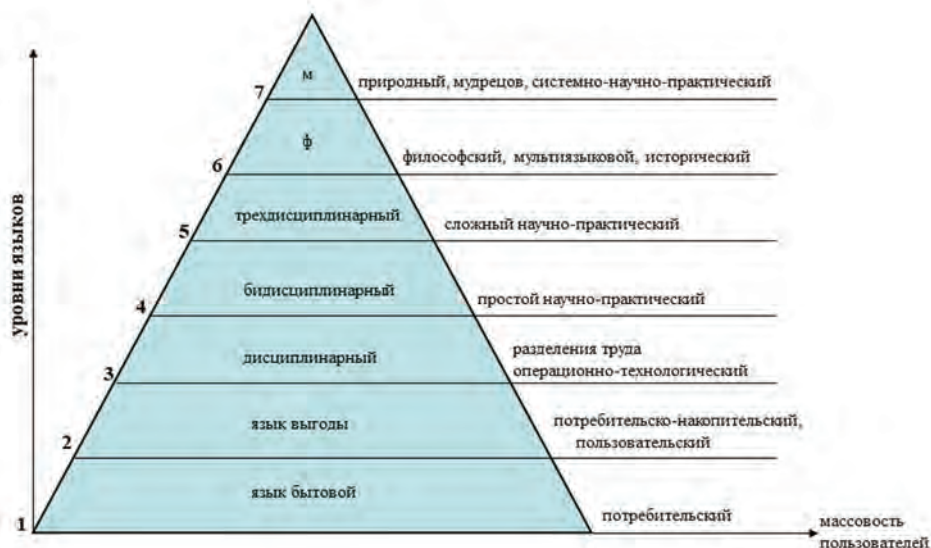 м
7
природный, мудрецов, системно-научно-практический
ф
6
философский, мультиязыковой, исторический
трехдисциплинарный
5
сложный научно-практический
бидисциплинарный
4
простой научно-практический
дисциплинарный
3
разделения труда
операционно-технологический
язык выгоды
2
потребительско-накопительский,
пользовательский
язык бытовой
1
потребительский
массовость
пользователей
уровни языков